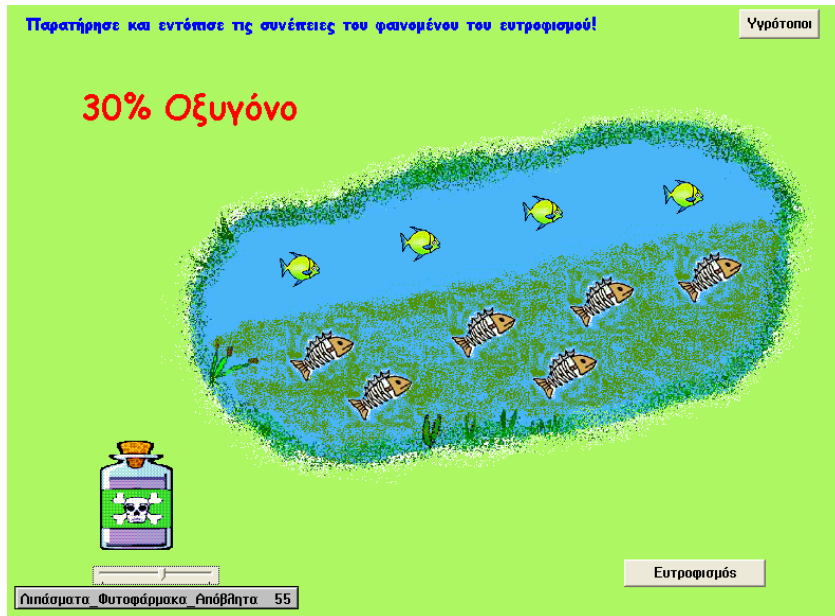 Παρατήρησε και εντόπισε τις συνέπειες του φαινομένου του ευτροφισμού!
Υγρότοποι
30% Οξυγόνο
Ευτροφισμός
Λιπάσματα_Φυτοφάρμακα_Απόβλητα 55